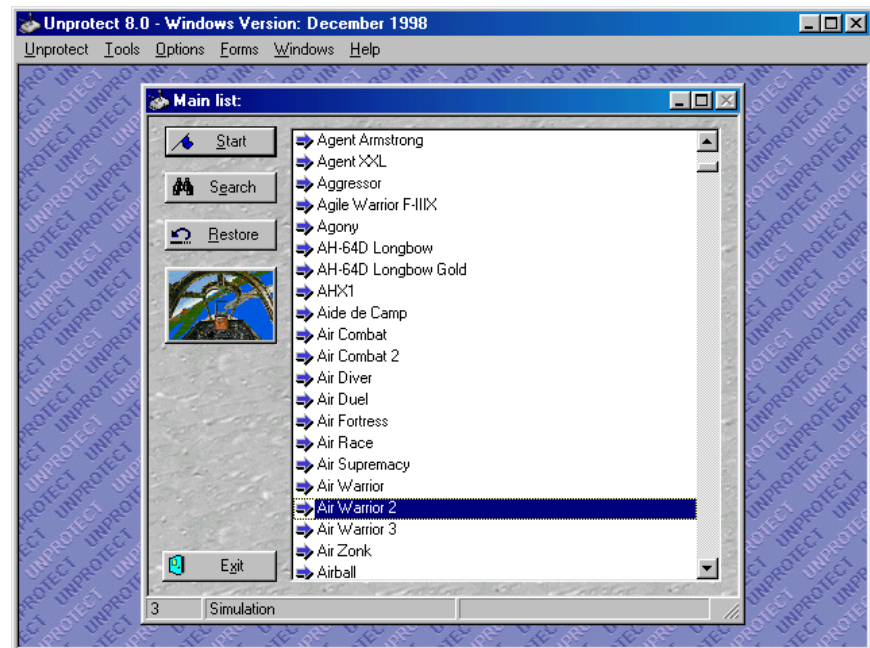 Unprotect 8.0 - Windows Version: December 1998
Unprotect Tools Options Forms Windows Help
Main list:
Start
Search
Restore
Exit
Agent Armstrong
Agent XXL
Aggressor
Agile Warrior F-IIIX
Agony
AH-64D Longbow
AH-64D Longbow Gold
AHX1
Aide de Camp
Air Combat
Air Combat 2
Air Diver
Air Duel
Air Fortress
Air Race
Air Supremacy
Air Warrior
Air Warrior 2
Air Warrior 3
Air Zonk
Airball
3 Simulation
UNPROTECT